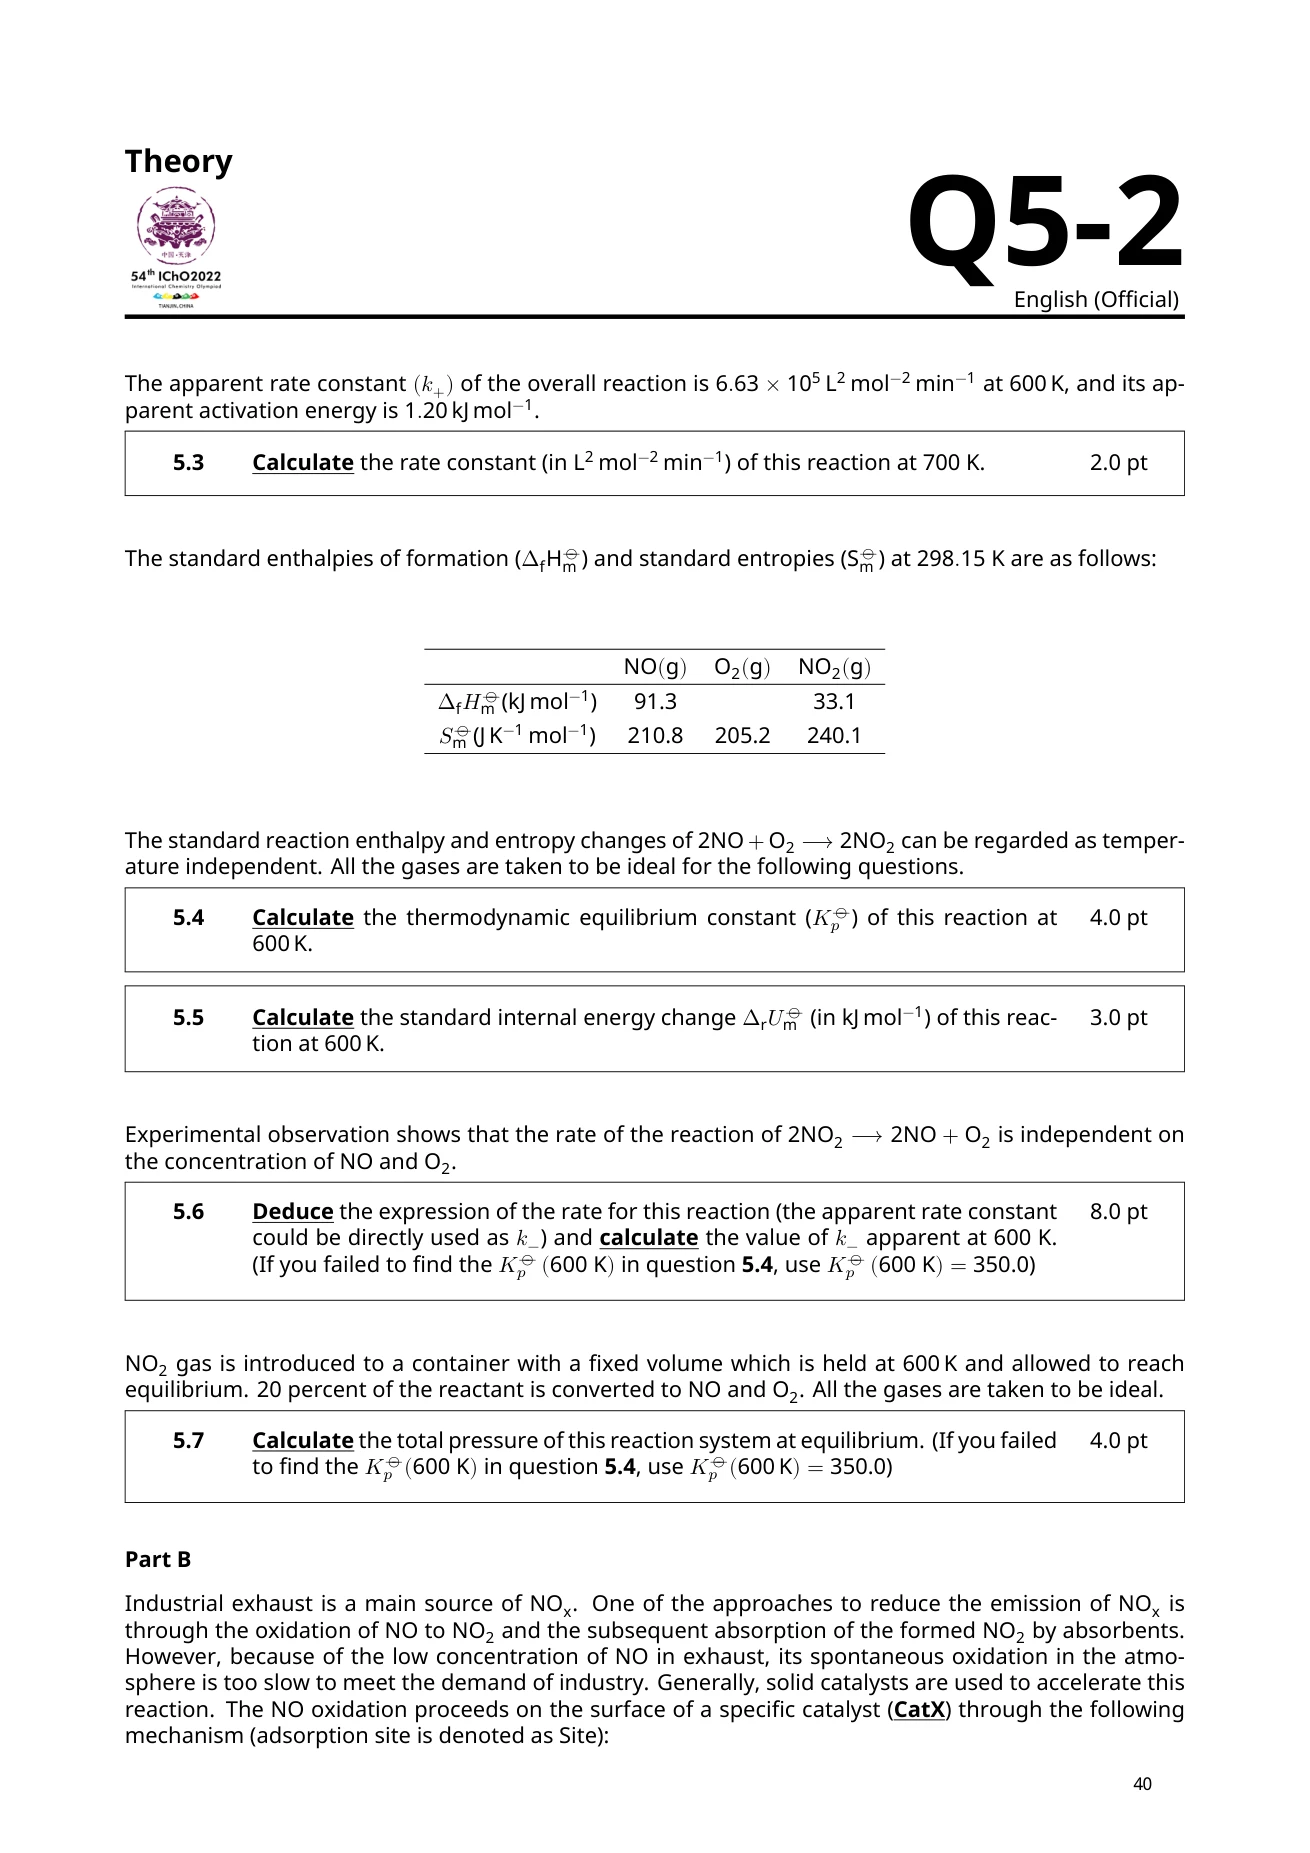 Theory
中国·天津
54th IChO2022
International Chemistry Olympiad
TIANJIN, CHINA
Q5-2
English (Official)
The apparent rate constant (k₊) of the overall reaction is 6.63 × 10⁵ L² mol⁻² min⁻¹ at 600 K, and its ap-
parent activation energy is 1.20 kJ mol⁻¹.
5.3 Calculate the rate constant (in L² mol⁻² min⁻¹) of this reaction at 700 K. 2.0 pt
The standard enthalpies of formation (ΔfH⦵m) and standard entropies (S⦵m) at 298.15 K are as follows:
NO(g) O₂(g) NO₂(g)
ΔfH⦵m(kJ mol⁻¹) 91.3 33.1
S⦵m(J K⁻¹ mol⁻¹) 210.8 205.2 240.1
The standard reaction enthalpy and entropy changes of 2NO + O₂ ⟶ 2NO₂ can be regarded as temper-
ature independent. All the gases are taken to be ideal for the following questions.
5.4 Calculate the thermodynamic equilibrium constant (K⦵p) of this reaction at 4.0 pt
600 K.
5.5 Calculate the standard internal energy change ΔrU⦵m (in kJ mol⁻¹) of this reac- 3.0 pt
tion at 600 K.
Experimental observation shows that the rate of the reaction of 2NO₂ ⟶ 2NO + O₂ is independent on
the concentration of NO and O₂.
5.6 Deduce the expression of the rate for this reaction (the apparent rate constant 8.0 pt
could be directly used as k₋) and calculate the value of k₋ apparent at 600 K.
(If you failed to find the K⦵p (600 K) in question 5.4, use K⦵p (600 K) = 350.0)
NO₂ gas is introduced to a container with a fixed volume which is held at 600 K and allowed to reach
equilibrium. 20 percent of the reactant is converted to NO and O₂. All the gases are taken to be ideal.
5.7 Calculate the total pressure of this reaction system at equilibrium. (If you failed 4.0 pt
to find the K⦵p(600 K) in question 5.4, use K⦵p(600 K) = 350.0)
Part B
Industrial exhaust is a main source of NOₓ. One of the approaches to reduce the emission of NOₓ is
through the oxidation of NO to NO₂ and the subsequent absorption of the formed NO₂ by absorbents.
However, because of the low concentration of NO in exhaust, its spontaneous oxidation in the atmo-
sphere is too slow to meet the demand of industry. Generally, solid catalysts are used to accelerate this
reaction. The NO oxidation proceeds on the surface of a specific catalyst (CatX) through the following
mechanism (adsorption site is denoted as Site):
40